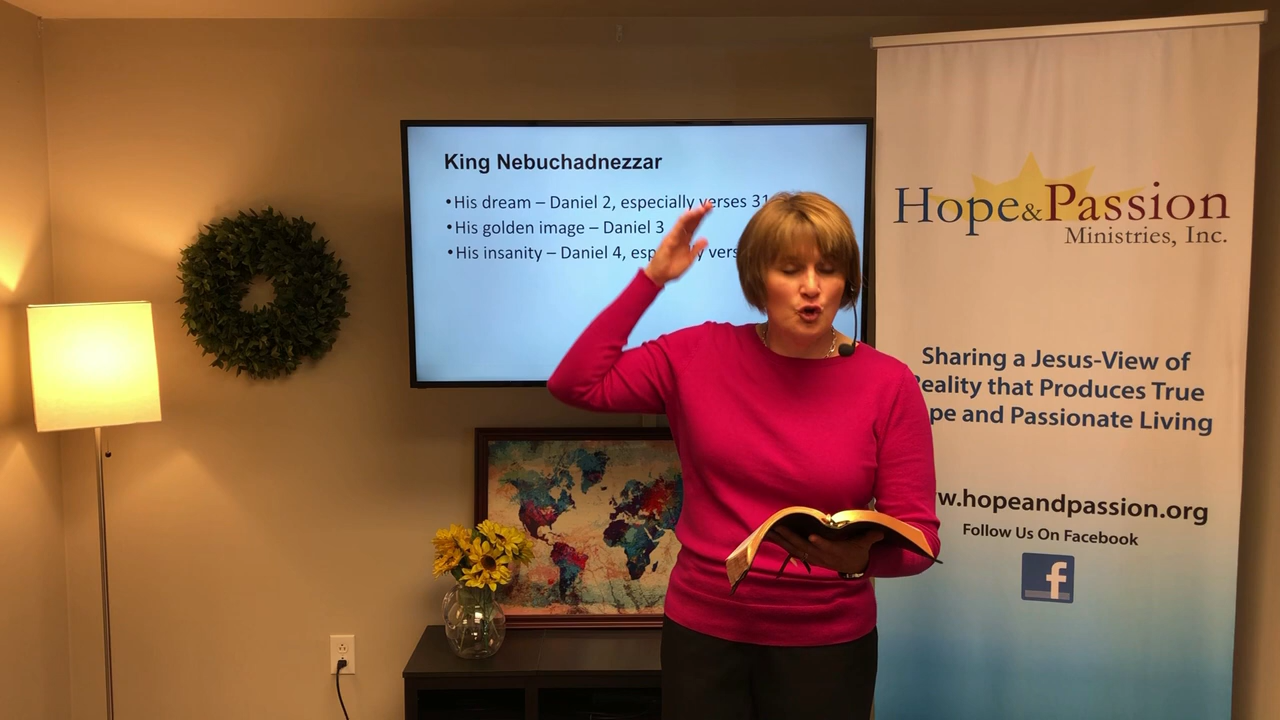 King Nebuchadnezzar
•His dream – Daniel 2, especially verses 31
•His golden image – Daniel 3
•His insanity – Daniel 4,
Hope&Passion
Ministries, Inc.
Sharing a Jesus-View of
Reality that Produces True
and Passionate Living
www.hopeandpassion.org
Follow Us On Facebook
f